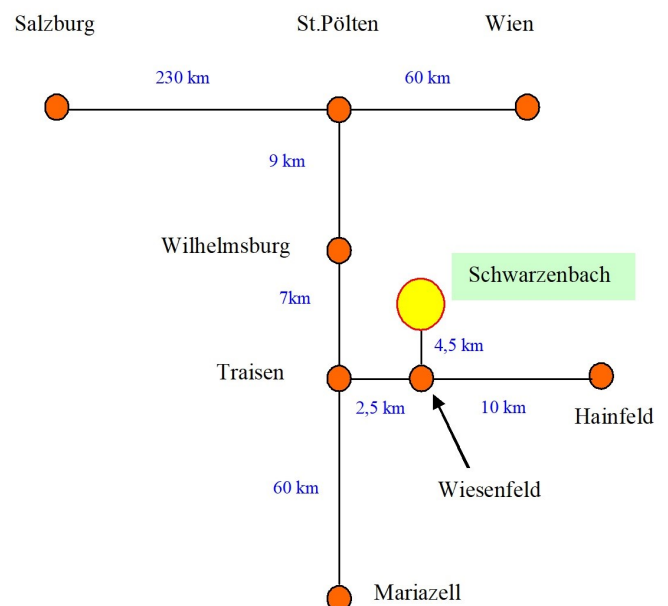 Salzburg
St.Pölten
Wien
230 km
60 km
9 km
Wilhelmsburg
Schwarzenbach
7km
4,5 km
Traisen
2,5 km
10 km
Hainfeld
60 km
Wiesenfeld
Mariazell